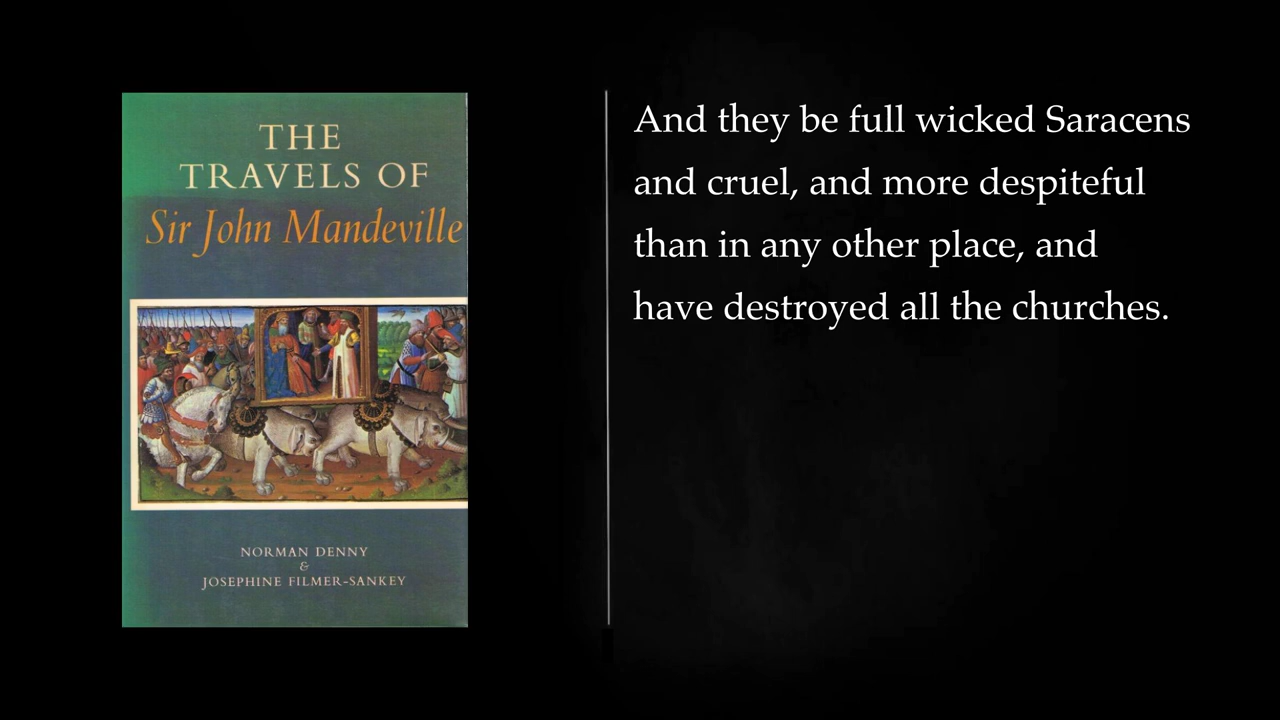 THE
TRAVELS OF
Sir John Mandeville
NORMAN DENNY
&
JOSEPHINE FILMER-SANKEY
And they be full wicked Saracens
and cruel, and more despiteful
than in any other place, and
have destroyed all the churches.